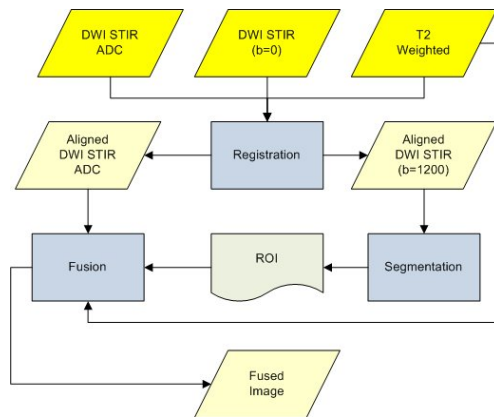 DWI STIR
ADC
DWI STIR
(b=0)
T2
Weighted
Aligned
DWI STIR
ADC
Registration
Aligned
DWI STIR
(b=1200)
Fusion
ROI
Segmentation
Fused
Image